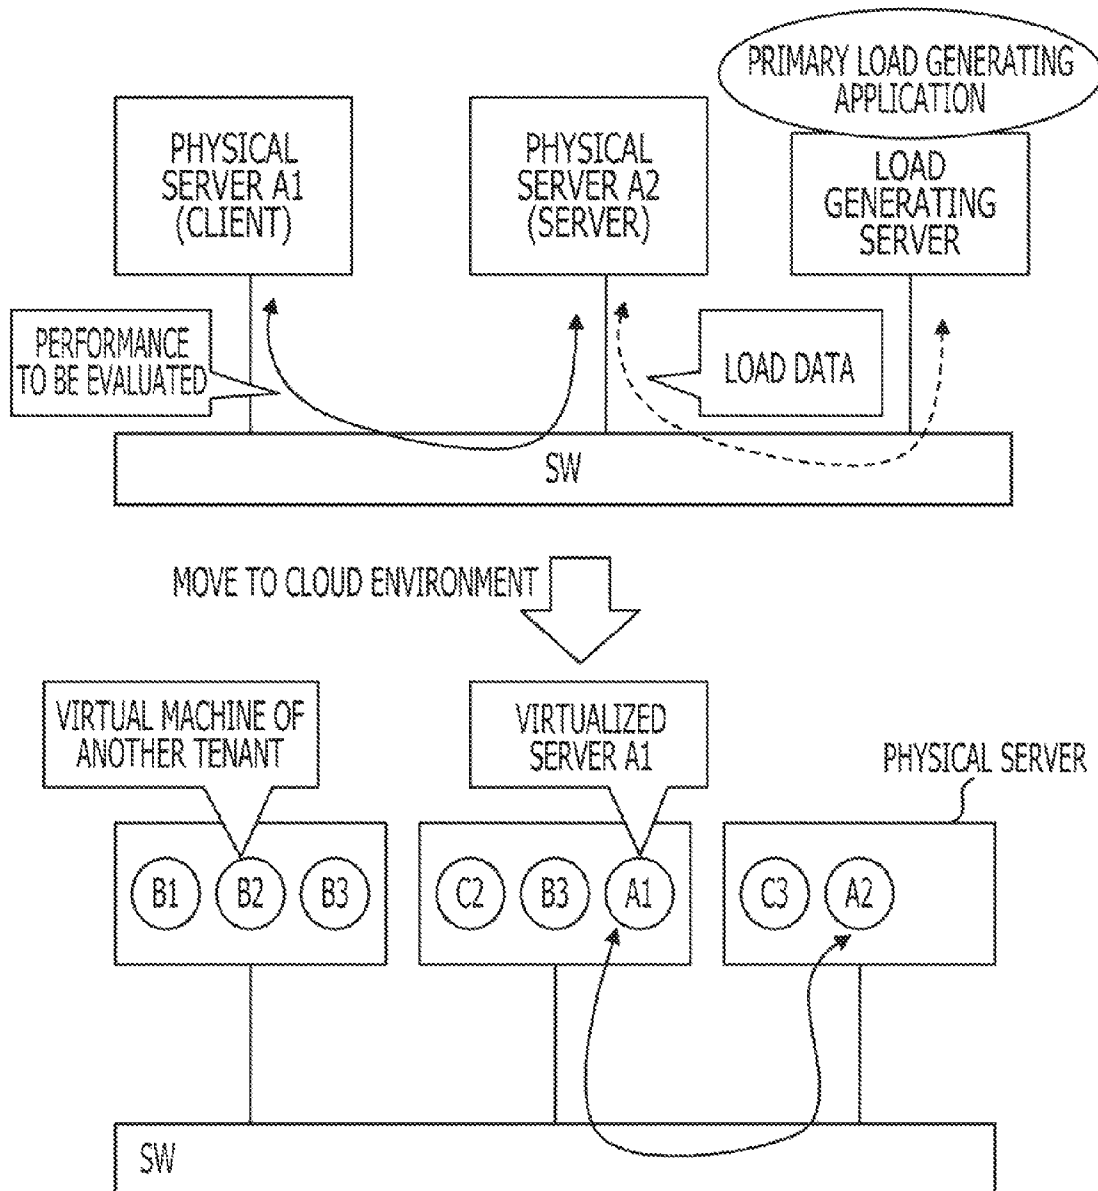 PRIMARY LOAD GENERATING
APPLICATION
PHYSICAL
SERVER A1
(CLIENT)
PHYSICAL
SERVER A2
(SERVER)
LOAD
GENERATING
SERVER
PERFORMANCE
TO BE EVALUATED
LOAD DATA
SW
MOVE TO CLOUD ENVIRONMENT
VIRTUAL MACHINE OF
ANOTHER TENANT
VIRTUALIZED
SERVER A1
PHYSICAL SERVER
B1
B2
B3
C2
B3
A1
C3
A2
SW